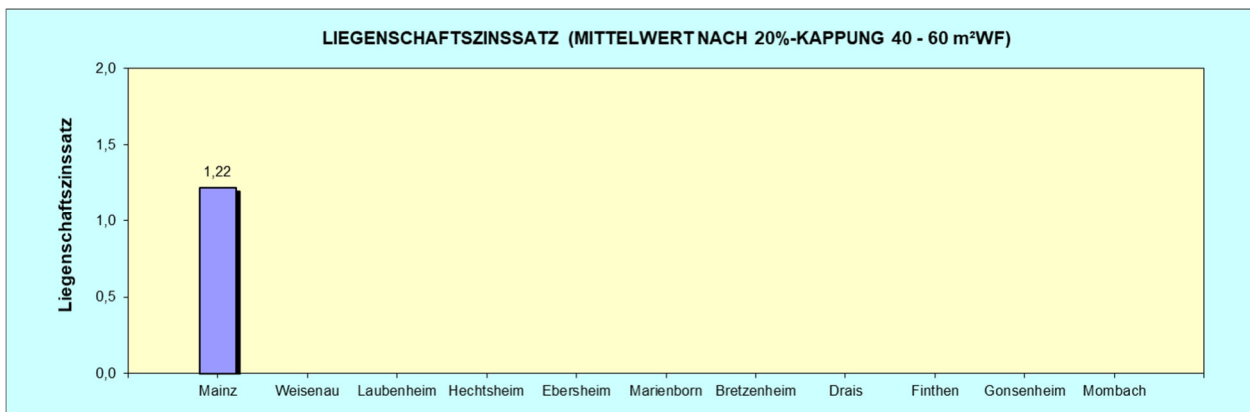 LIEGENSCHAFTSZINSSATZ (MITTELWERT NACH 20%-KAPPUNG 40 - 60 m²WF)
Liegenschaftszinssatz
2,0
1,5
1,0
0,5
0,0
1,22
Mainz Weisenau Laubenheim Hechtsheim Ebersheim Marienborn Bretzenheim Drais Finthen Gonsenheim Mombach